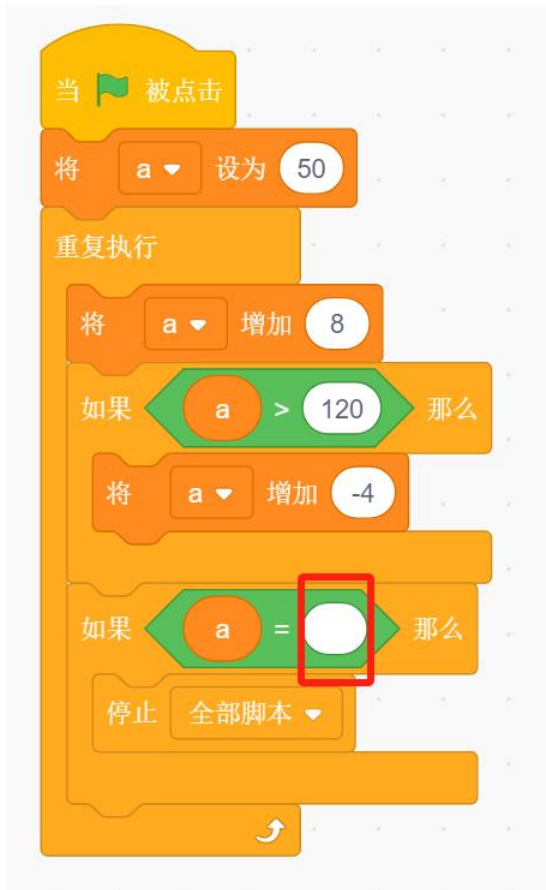 当 被点击
将 a 设为 50
重复执行
将 a 增加 8
如果 a > 120 那么
将 a 增加 -4
如果 a = 那么
停止 全部脚本